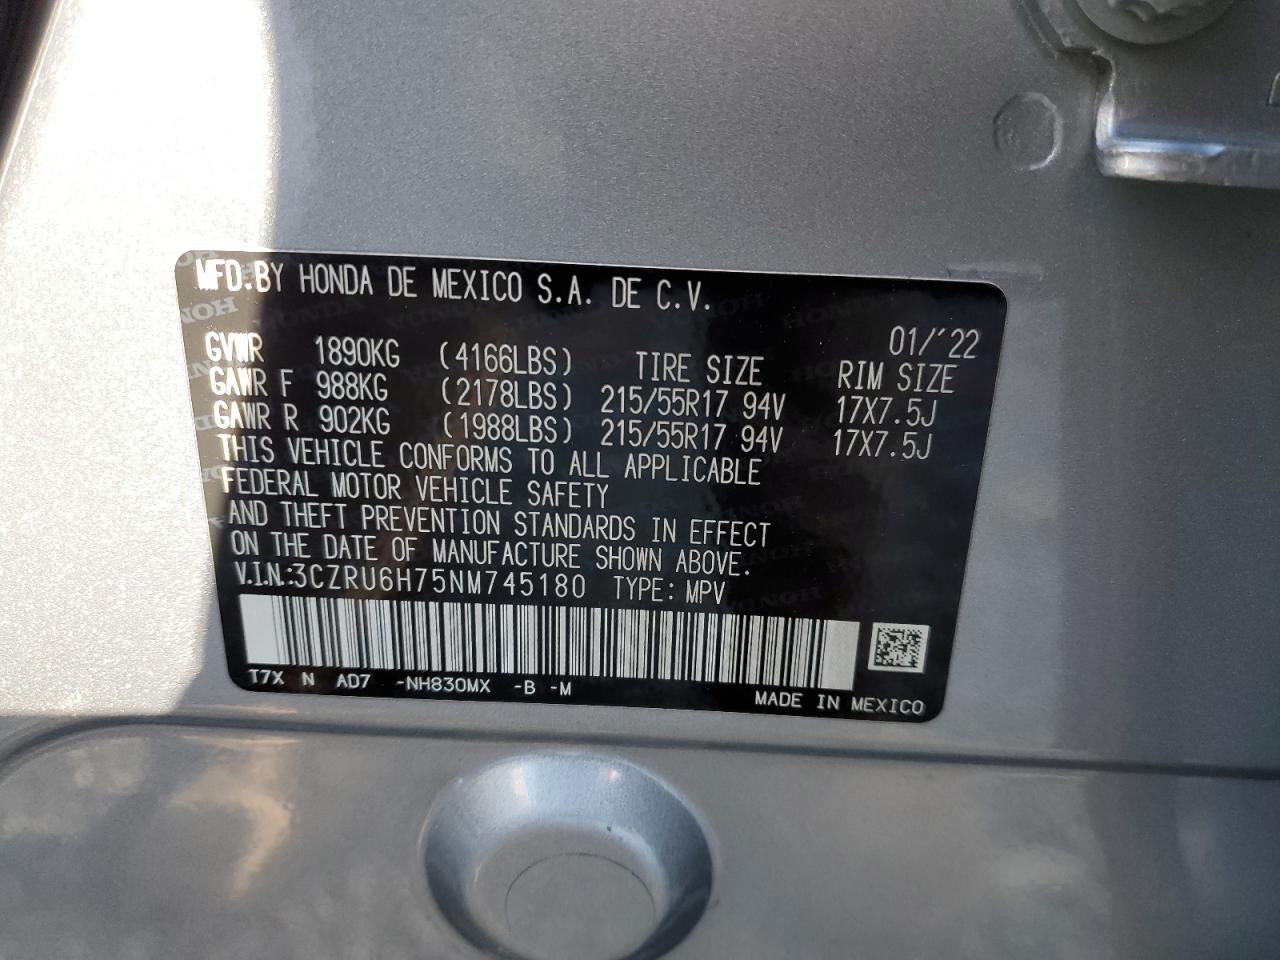 MFD.BY HONDA DE MEXICO S.A. DE C.V.
01/'22
GVWR 1890KG (4166LBS) TIRE SIZE RIM SIZE
GAWR F 988KG (2178LBS) 215/55R17 94V 17X7.5J
GAWR R 902KG (1988LBS) 215/55R17 94V 17X7.5J
THIS VEHICLE CONFORMS TO ALL APPLICABLE
FEDERAL MOTOR VEHICLE SAFETY
AND THEFT PREVENTION STANDARDS IN EFFECT
ON THE DATE OF MANUFACTURE SHOWN ABOVE.
V.I.N.:3CZRU6H75NM745180 TYPE: MPV
T7X N AD7 -NH830MX -B -M
MADE IN MEXICO